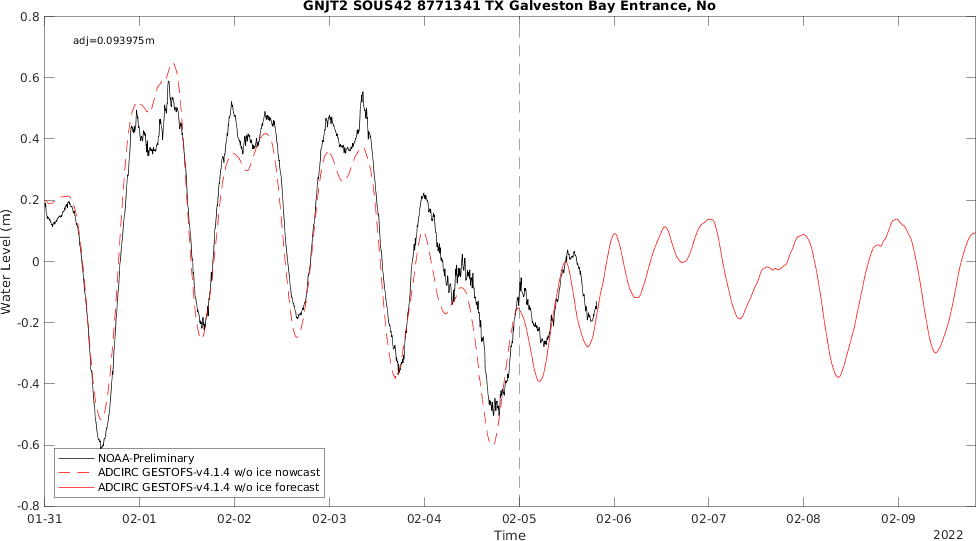 GNJT2 SOUS42 8771341 TX Galveston Bay Entrance, No
adj=0.093975m
Water Level (m)
0.8
0.6
0.4
0.2
0
-0.2
-0.4
-0.6
-0.8
NOAA-Preliminary
ADCIRC GESTOFS-v4.1.4 w/o ice nowcast
ADCIRC GESTOFS-v4.1.4 w/o ice forecast
01-31 02-01 02-02 02-03 02-04 02-05 02-06 02-07 02-08 02-09
Time
2022